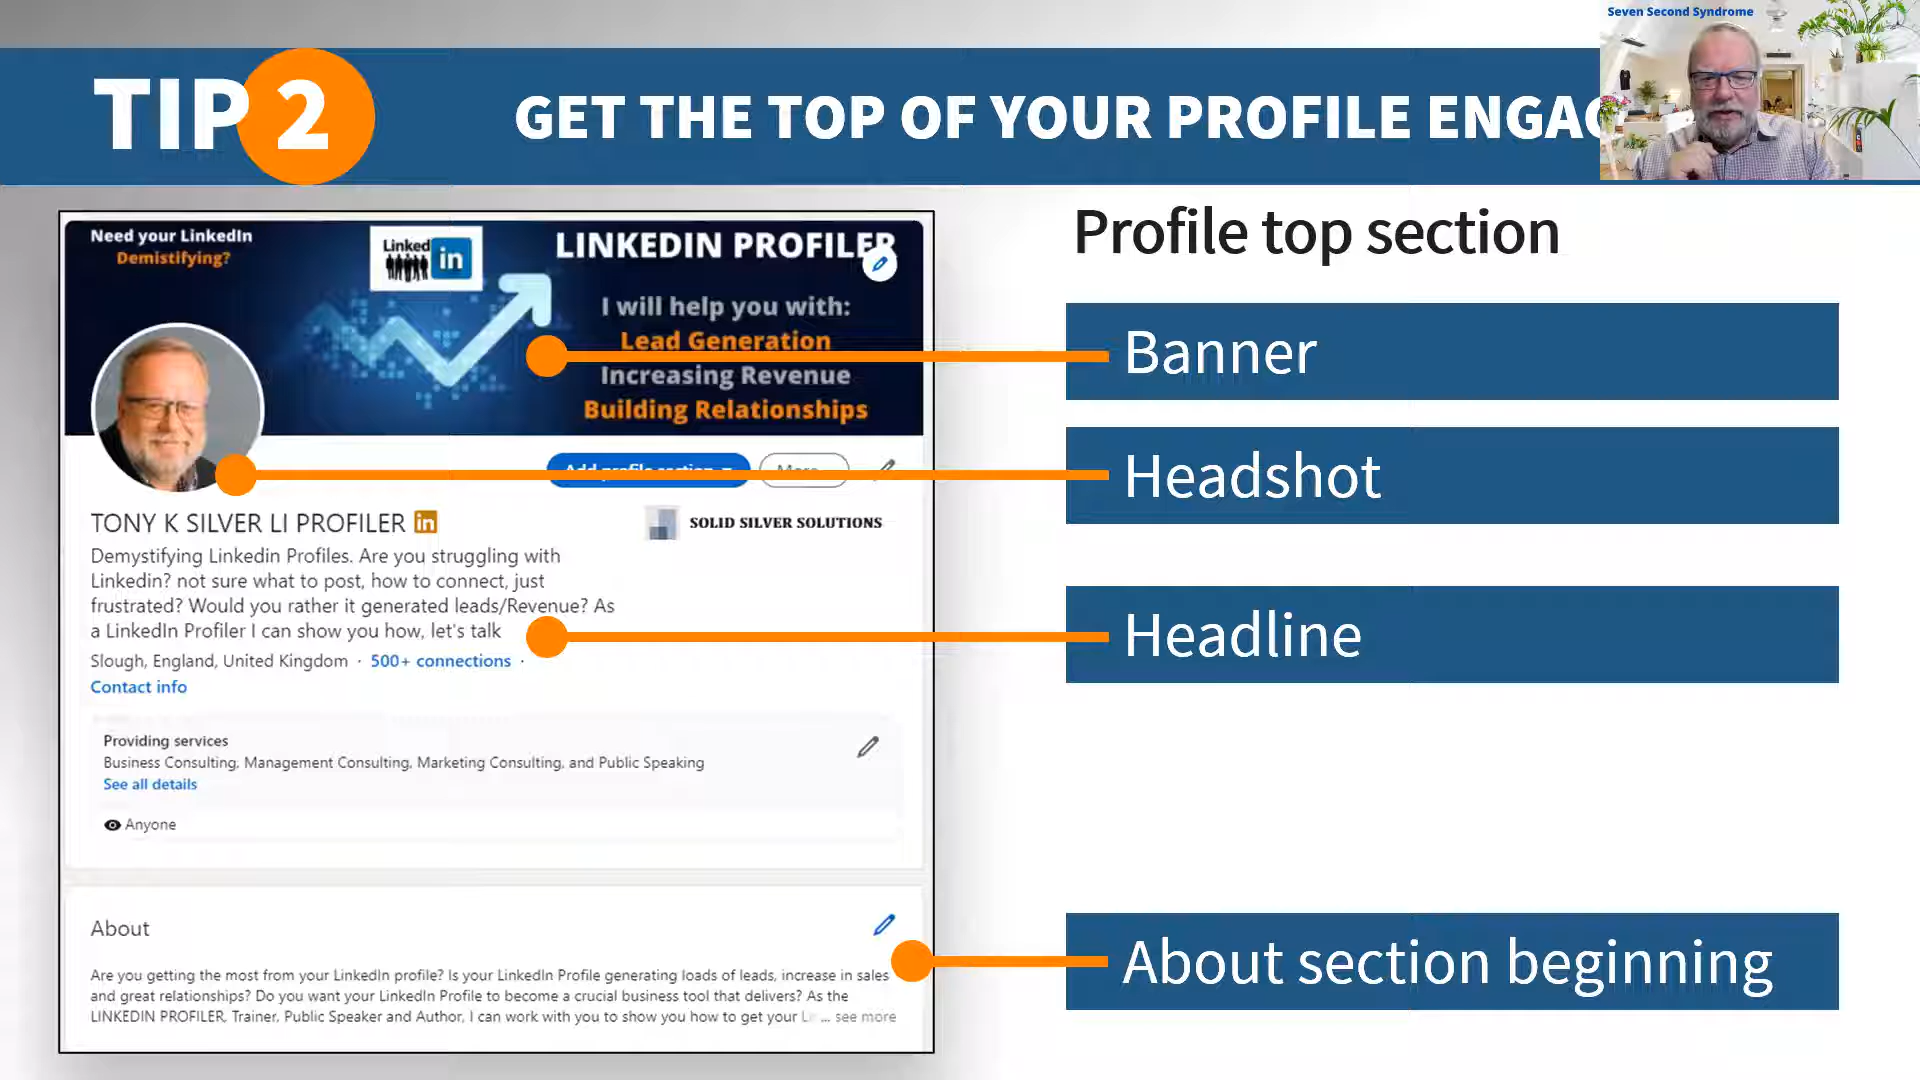 Seven Second Syndrome
TIP 2
GET THE TOP OF YOUR PROFILE ENGAG
Profile top section
Need your LinkedIn
Demistifying?
Linked in
LINKEDIN PROFILER
I will help you with:
Lead Generation
Increasing Revenue
Building Relationships
Banner
Add profile section
More
Headshot
TONY K SILVER LI PROFILER in
SOLID SILVER SOLUTIONS
Demystifying Linkedin Profiles. Are you struggling with
Linkedin? not sure what to post, how to connect, just
frustrated? Would you rather it generated leads/Revenue? As
a LinkedIn Profiler I can show you how, let's talk
Headline
Slough, England, United Kingdom · 500+ connections ·
Contact info
Providing services
Business Consulting, Management Consulting, Marketing Consulting, and Public Speaking
See all details
Anyone
About
About section beginning
Are you getting the most from your LinkedIn profile? Is your LinkedIn Profile generating loads of leads, increase in sales
and great relationships? Do you want your LinkedIn Profile to become a crucial business tool that delivers? As the
LINKEDIN PROFILER, Trainer, Public Speaker and Author, I can work with you to show you how to get your ... see more